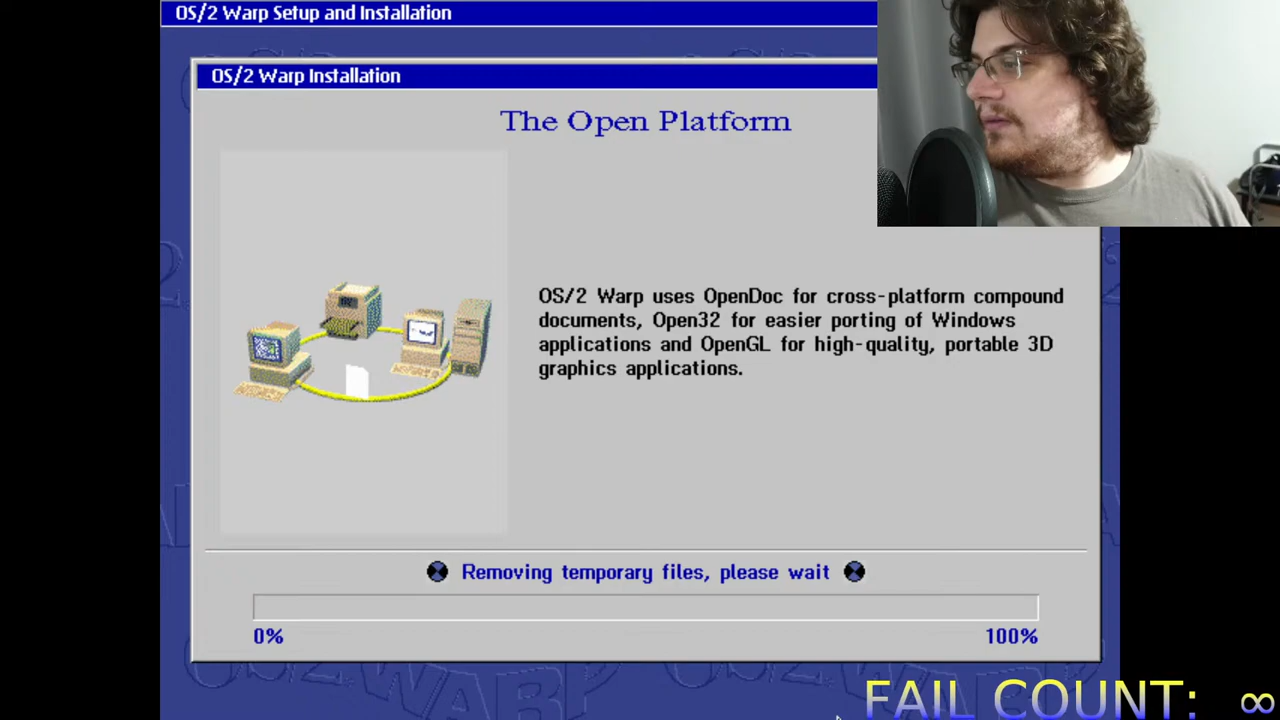 OS/2 Warp Setup and Installation
OS/2 Warp Installation
The Open Platform
OS/2 Warp uses OpenDoc for cross-platform compound
documents, Open32 for easier porting of Windows
applications and OpenGL for high-quality, portable 3D
graphics applications.
Removing temporary files, please wait
0% 100%
FAIL COUNT: ∞